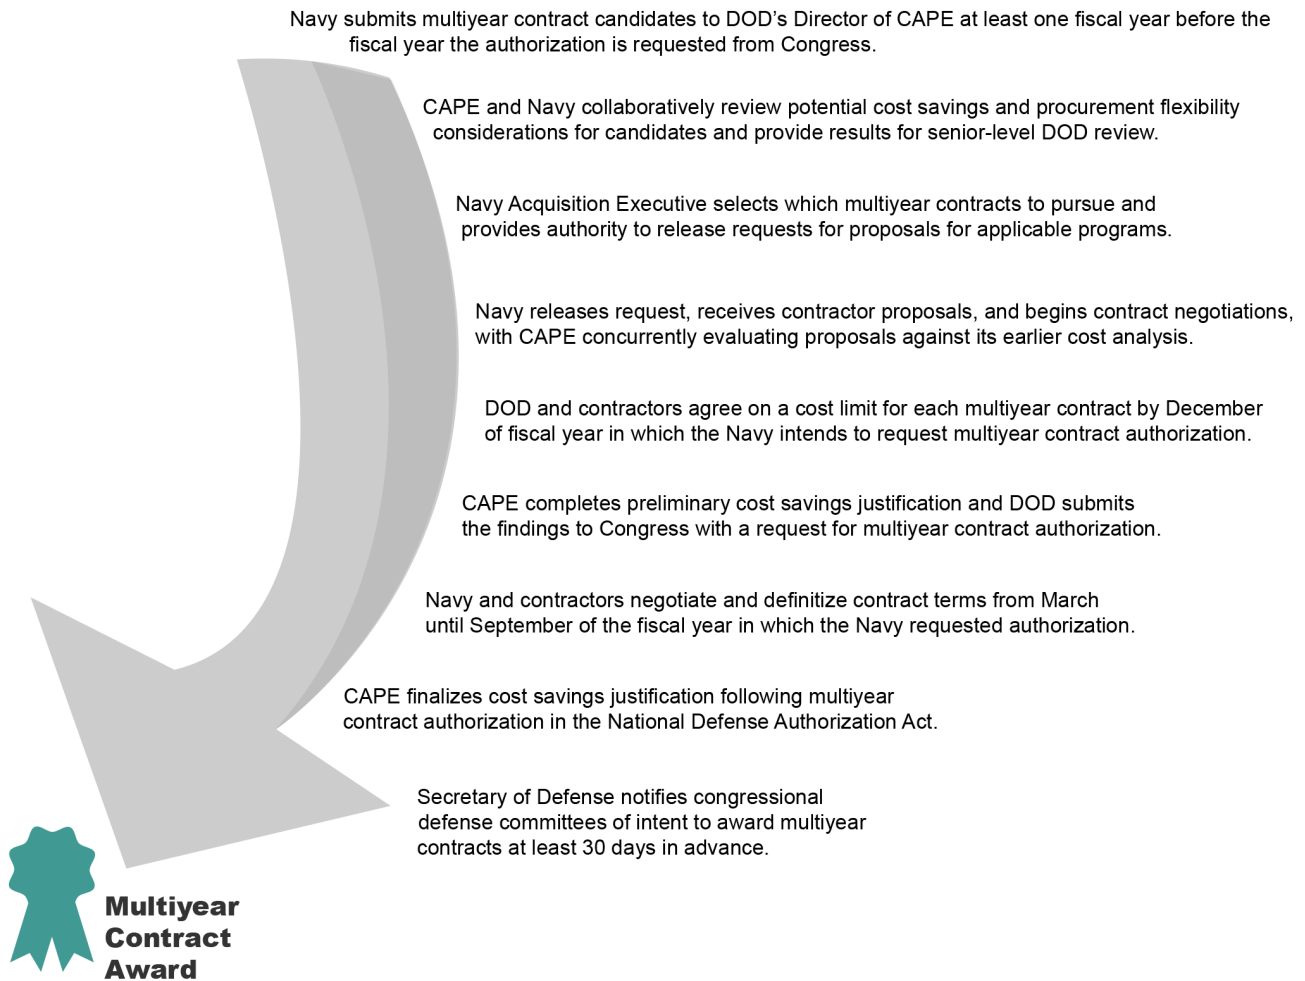 Navy submits multiyear contract candidates to DOD’s Director of CAPE at least one fiscal year before the
fiscal year the authorization is requested from Congress.
CAPE and Navy collaboratively review potential cost savings and procurement flexibility
considerations for candidates and provide results for senior-level DOD review.
Navy Acquisition Executive selects which multiyear contracts to pursue and
provides authority to release requests for proposals for applicable programs.
Navy releases request, receives contractor proposals, and begins contract negotiations,
with CAPE concurrently evaluating proposals against its earlier cost analysis.
DOD and contractors agree on a cost limit for each multiyear contract by December
of fiscal year in which the Navy intends to request multiyear contract authorization.
CAPE completes preliminary cost savings justification and DOD submits
the findings to Congress with a request for multiyear contract authorization.
Navy and contractors negotiate and definitize contract terms from March
until September of the fiscal year in which the Navy requested authorization.
CAPE finalizes cost savings justification following multiyear
contract authorization in the National Defense Authorization Act.
Secretary of Defense notifies congressional
defense committees of intent to award multiyear
contracts at least 30 days in advance.
Multiyear
Contract
Award